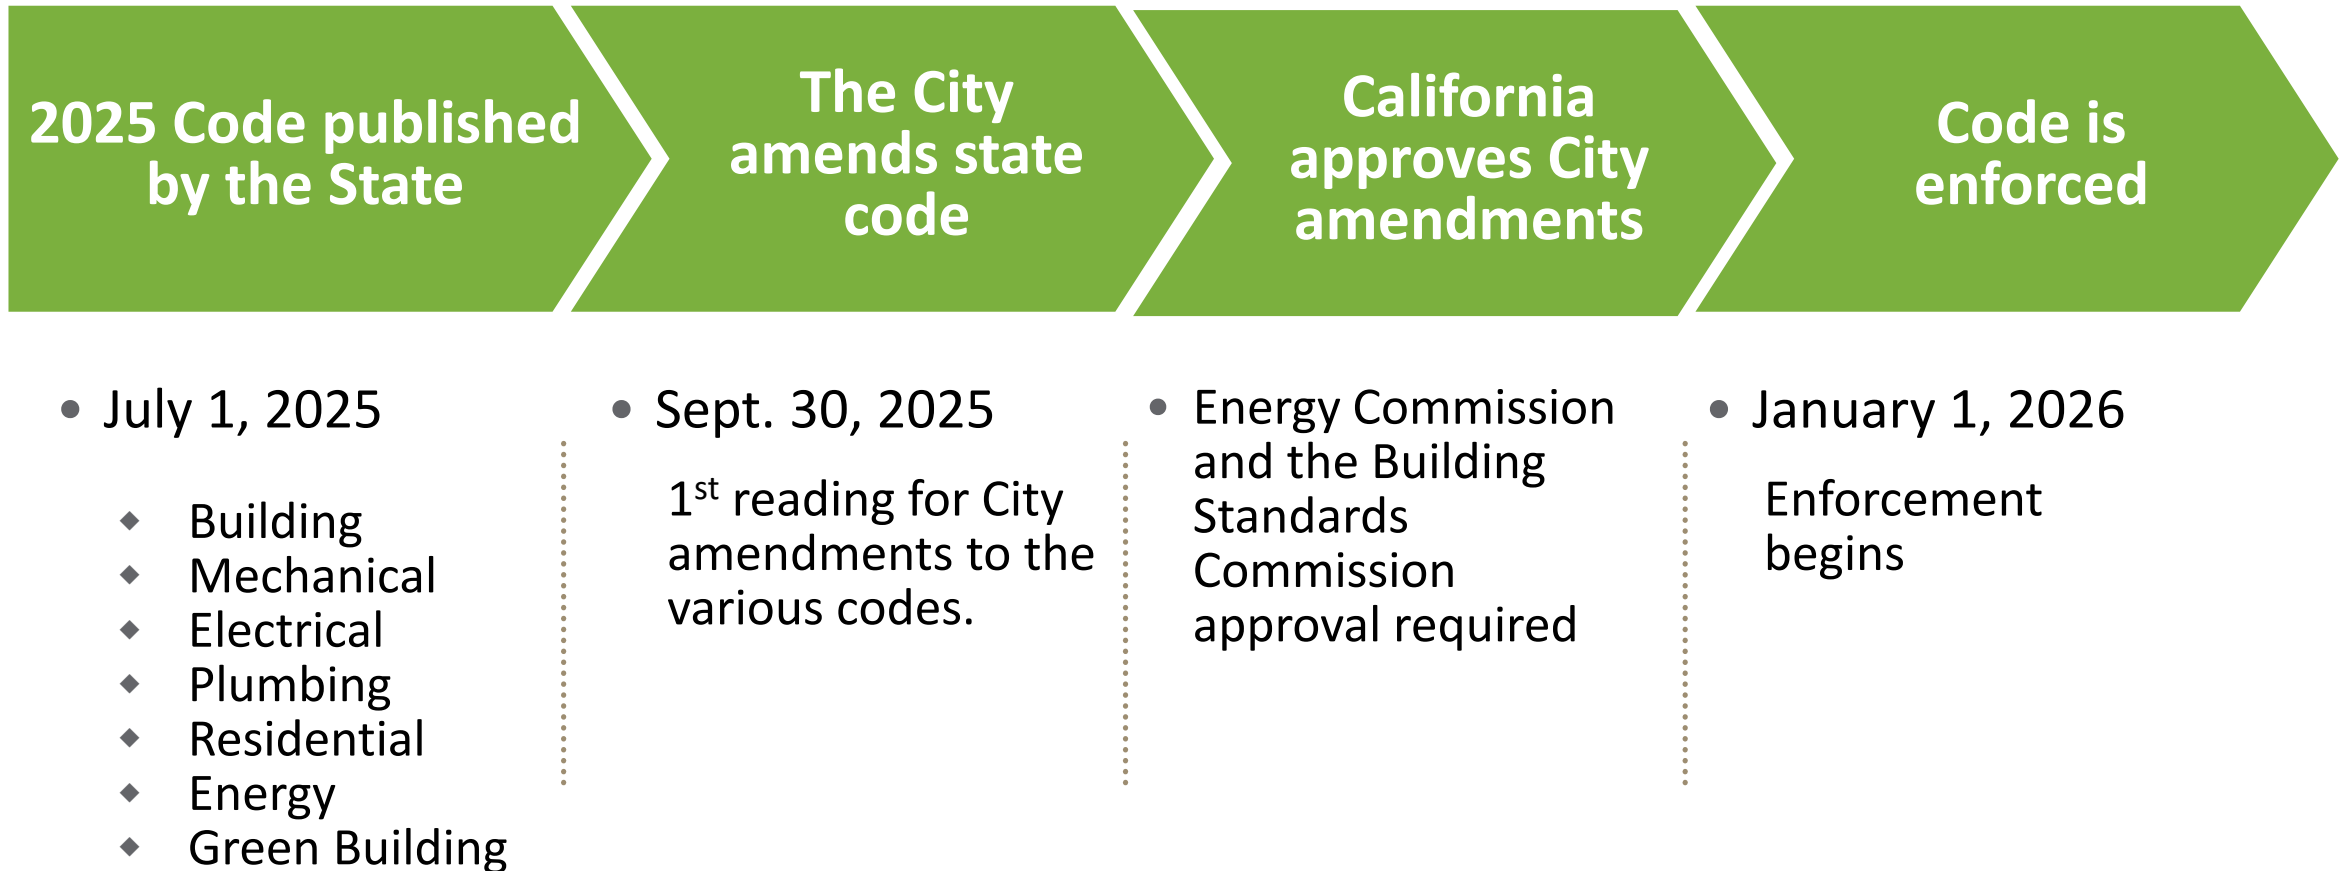 2025 Code published
by the State
The City
amends state
code
California
approves City
amendments
Code is
enforced
• July 1, 2025
◆ Building
◆ Mechanical
◆ Electrical
◆ Plumbing
◆ Residential
◆ Energy
◆ Green Building
• Sept. 30, 2025
1st reading for City
amendments to the
various codes.
• Energy Commission
and the Building
Standards
Commission
approval required
• January 1, 2026
Enforcement
begins